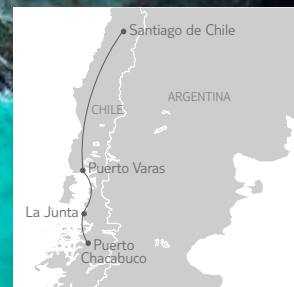 Santiago de Chile
ARGENTINA
CHILE
Puerto Varas
La Junta
Puerto
Chacabuco